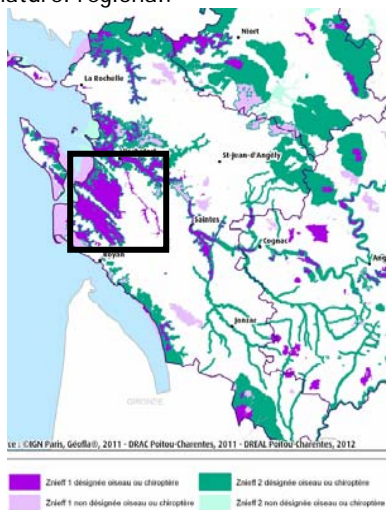 naturel régional.
Niort
La Rochelle
St-Jean-d'Angély
Saintes
Cognac
Royan
Jonzac
GIRONDE
©IGN Paris, Géofla®, 2011 - DRAC Poitou-Charentes, 2011 - DREAL Poitou-Charentes, 2012
Znieff 1 désignée oiseau ou chiroptère
Znieff 2 désignée oiseau ou chiroptère
Znieff 1 non désignée oiseau ou chiroptère
Znieff 2 non désignée oiseau ou chiroptère